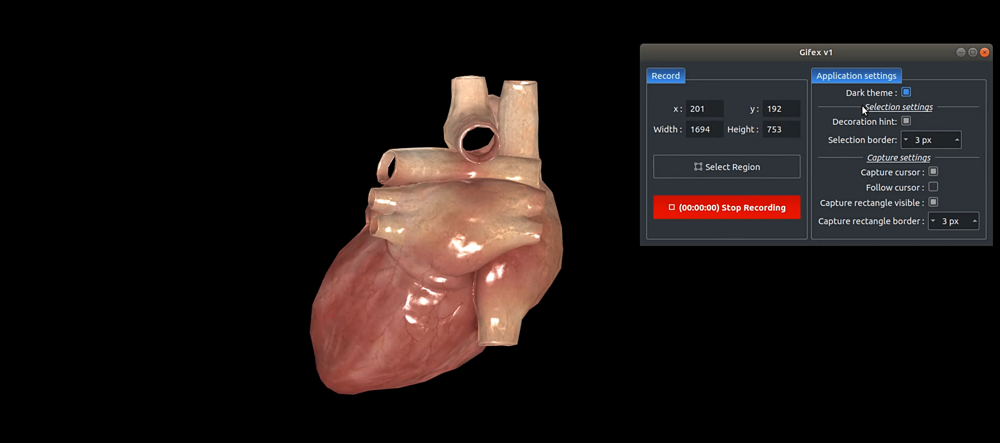 Gifex v1
Record
x : 201 y : 192
Width : 1694 Height : 753
Select Region
(00:00:00) Stop Recording
Application settings
Dark theme :
Selection settings
Decoration hint:
Selection border: 3 px
Capture settings
Capture cursor :
Follow cursor :
Capture rectangle visible :
Capture rectangle border : 3 px